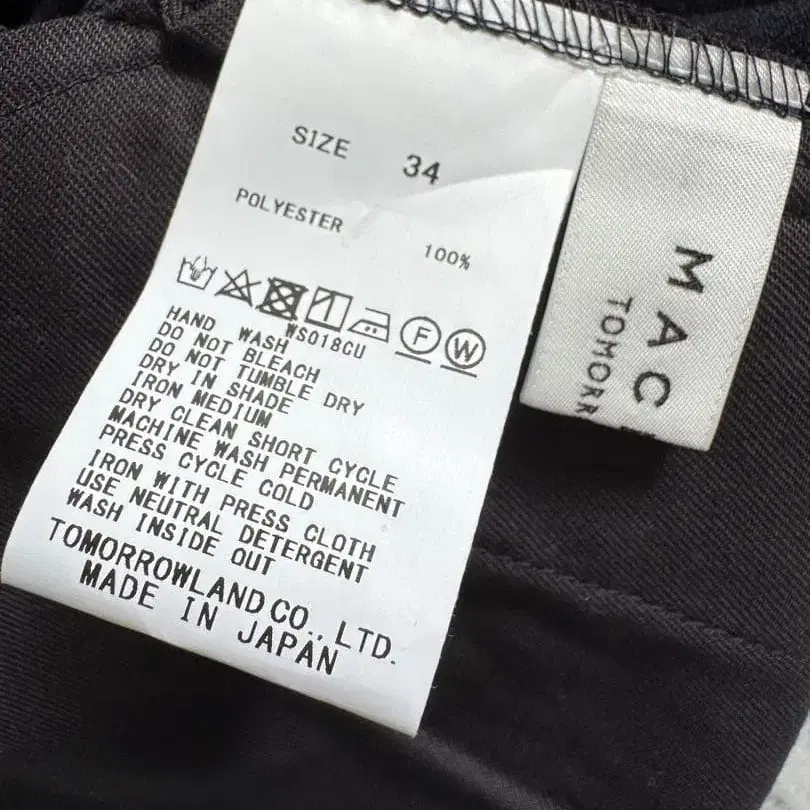 SIZE 34
POLYESTER 100%
F W
WS018CU
HAND WASH
DO NOT BLEACH
DO NOT TUMBLE DRY
DRY IN SHADE
IRON MEDIUM
DRY CLEAN SHORT CYCLE
MACHINE WASH PERMANENT
PRESS CYCLE COLD
IRON WITH PRESS CLOTH
USE NEUTRAL DETERGENT
WASH INSIDE OUT
TOMORROWLAND CO., LTD.
MADE IN JAPAN
MAC
TOMORR